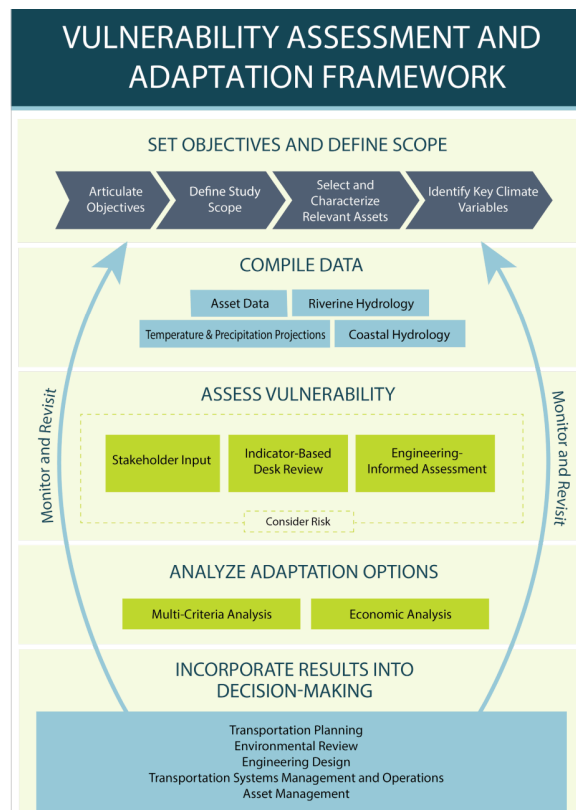 VULNERABILITY ASSESSMENT AND
ADAPTATION FRAMEWORK
SET OBJECTIVES AND DEFINE SCOPE
Articulate
Objectives
Define Study
Scope
Select and
Characterize
Relevant Assets
Identify Key Climate
Variables
COMPILE DATA
Asset Data
Riverine Hydrology
Temperature & Precipitation Projections
Coastal Hydrology
ASSESS VULNERABILITY
Stakeholder Input
Indicator-Based
Desk Review
Engineering-
Informed Assessment
Consider Risk
Monitor and Revisit
Monitor and Revisit
ANALYZE ADAPTATION OPTIONS
Multi-Criteria Analysis
Economic Analysis
INCORPORATE RESULTS INTO
DECISION-MAKING
Transportation Planning
Environmental Review
Engineering Design
Transportation Systems Management and Operations
Asset Management